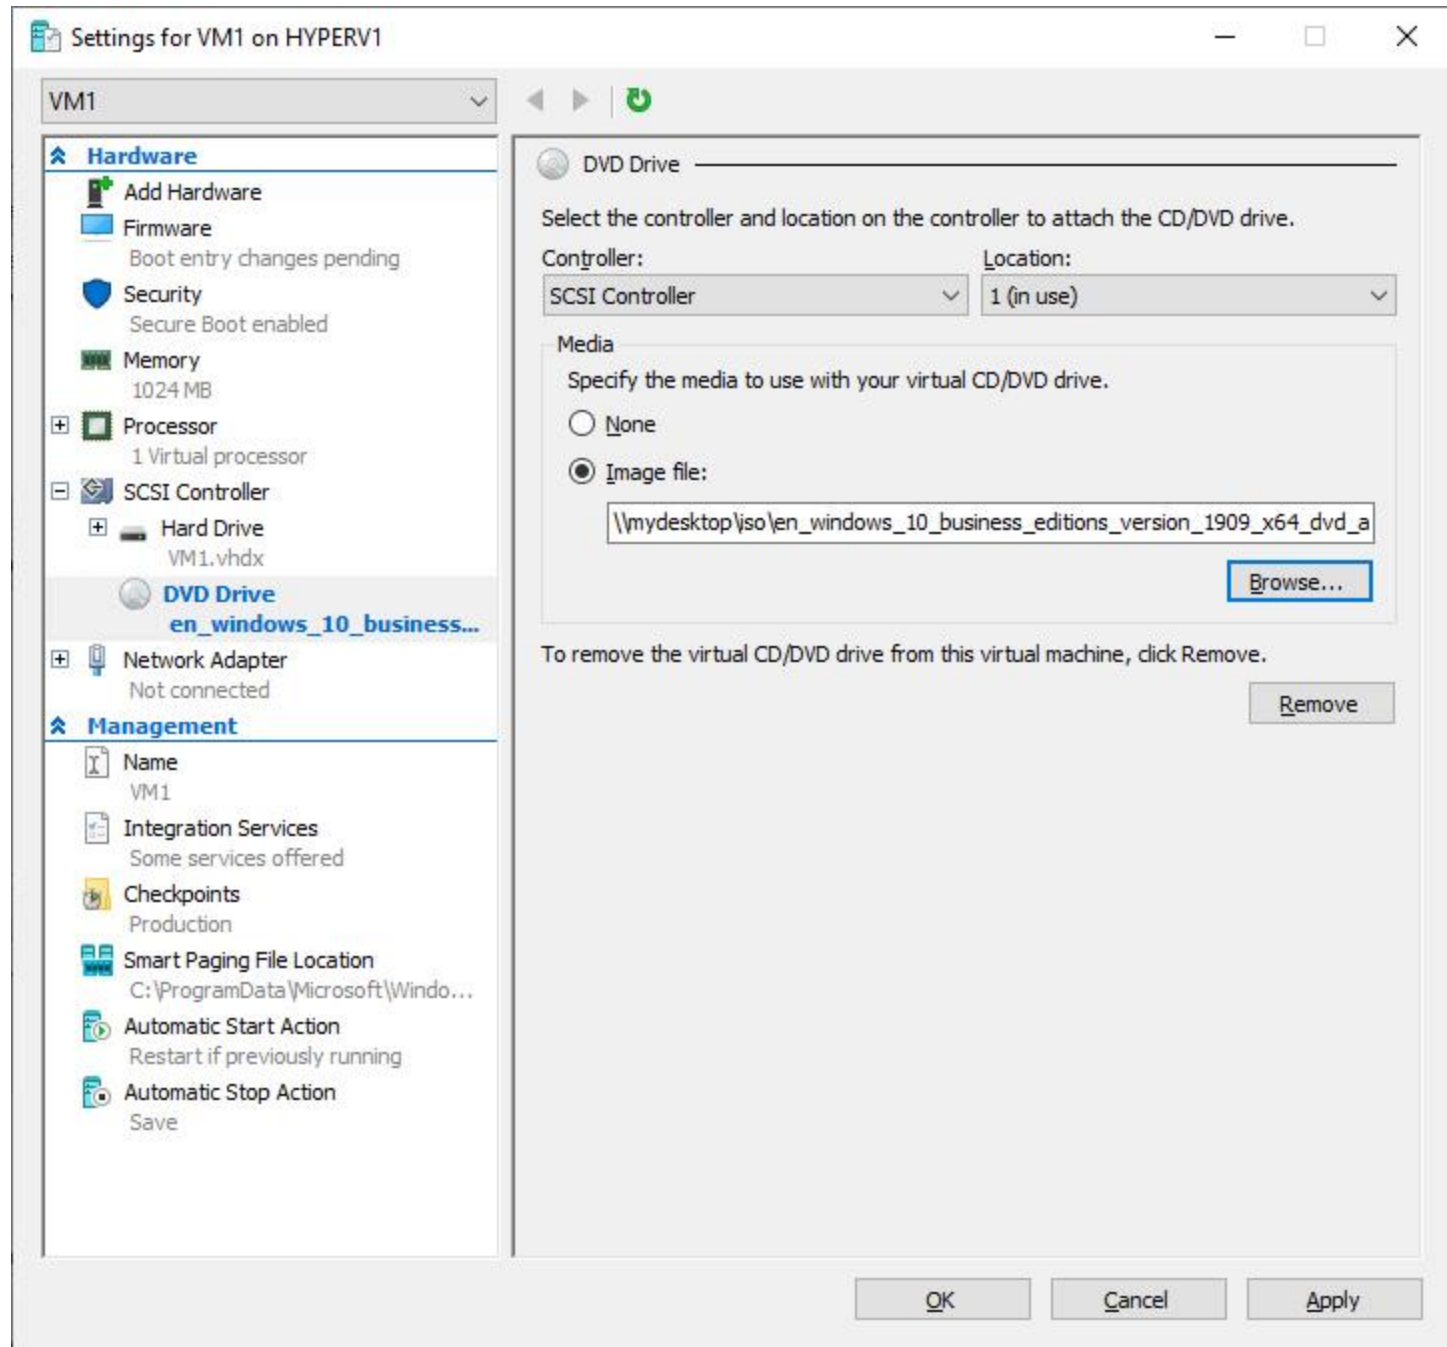 Settings for VM1 on HYPERV1
VM1
Hardware
Add Hardware
Firmware
Boot entry changes pending
Security
Secure Boot enabled
Memory
1024 MB
Processor
1 Virtual processor
SCSI Controller
Hard Drive
VM1.vhdx
DVD Drive
en_windows_10_business...
Network Adapter
Not connected
Management
Name
VM1
Integration Services
Some services offered
Checkpoints
Production
Smart Paging File Location
C:\ProgramData\Microsoft\Windo...
Automatic Start Action
Restart if previously running
Automatic Stop Action
Save
DVD Drive
Select the controller and location on the controller to attach the CD/DVD drive.
Controller: Location:
SCSI Controller 1 (in use)
Media
Specify the media to use with your virtual CD/DVD drive.
None
Image file:
\\mydesktop\iso\en_windows_10_business_editions_version_1909_x64_dvd_a
Browse...
To remove the virtual CD/DVD drive from this virtual machine, click Remove.
Remove
OK Cancel Apply